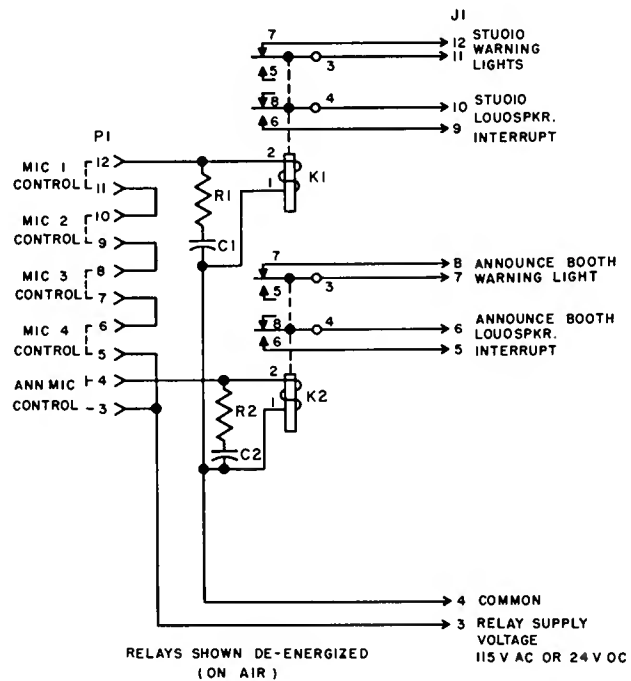 J1
7
12 STUDIO
WARNING
11
LIGHTS
3
5
8
4
10 STUDIO
LOUOSPKR.
6
9
INTERRUPT
P1
12
2
MIC 1
CONTROL
11
R1
1
K1
10
MIC 2
CONTROL
9
C1
8
MIC 3
CONTROL
7
7
8 ANNOUNCE BOOTH
7 WARNING LIGHT
3
5
6
MIC 4
CONTROL
5
8
4
6 ANNOUNCE BOOTH
LOUOSPKR.
6
5 INTERRUPT
ANN MIC
4
2
CONTROL
3
R2
1
K2
C2
4 COMMON
3 RELAY SUPPLY
VOLTAGE
115 V AC OR 24 V OC
RELAYS SHOWN DE-ENERGIZED
(ON AIR)